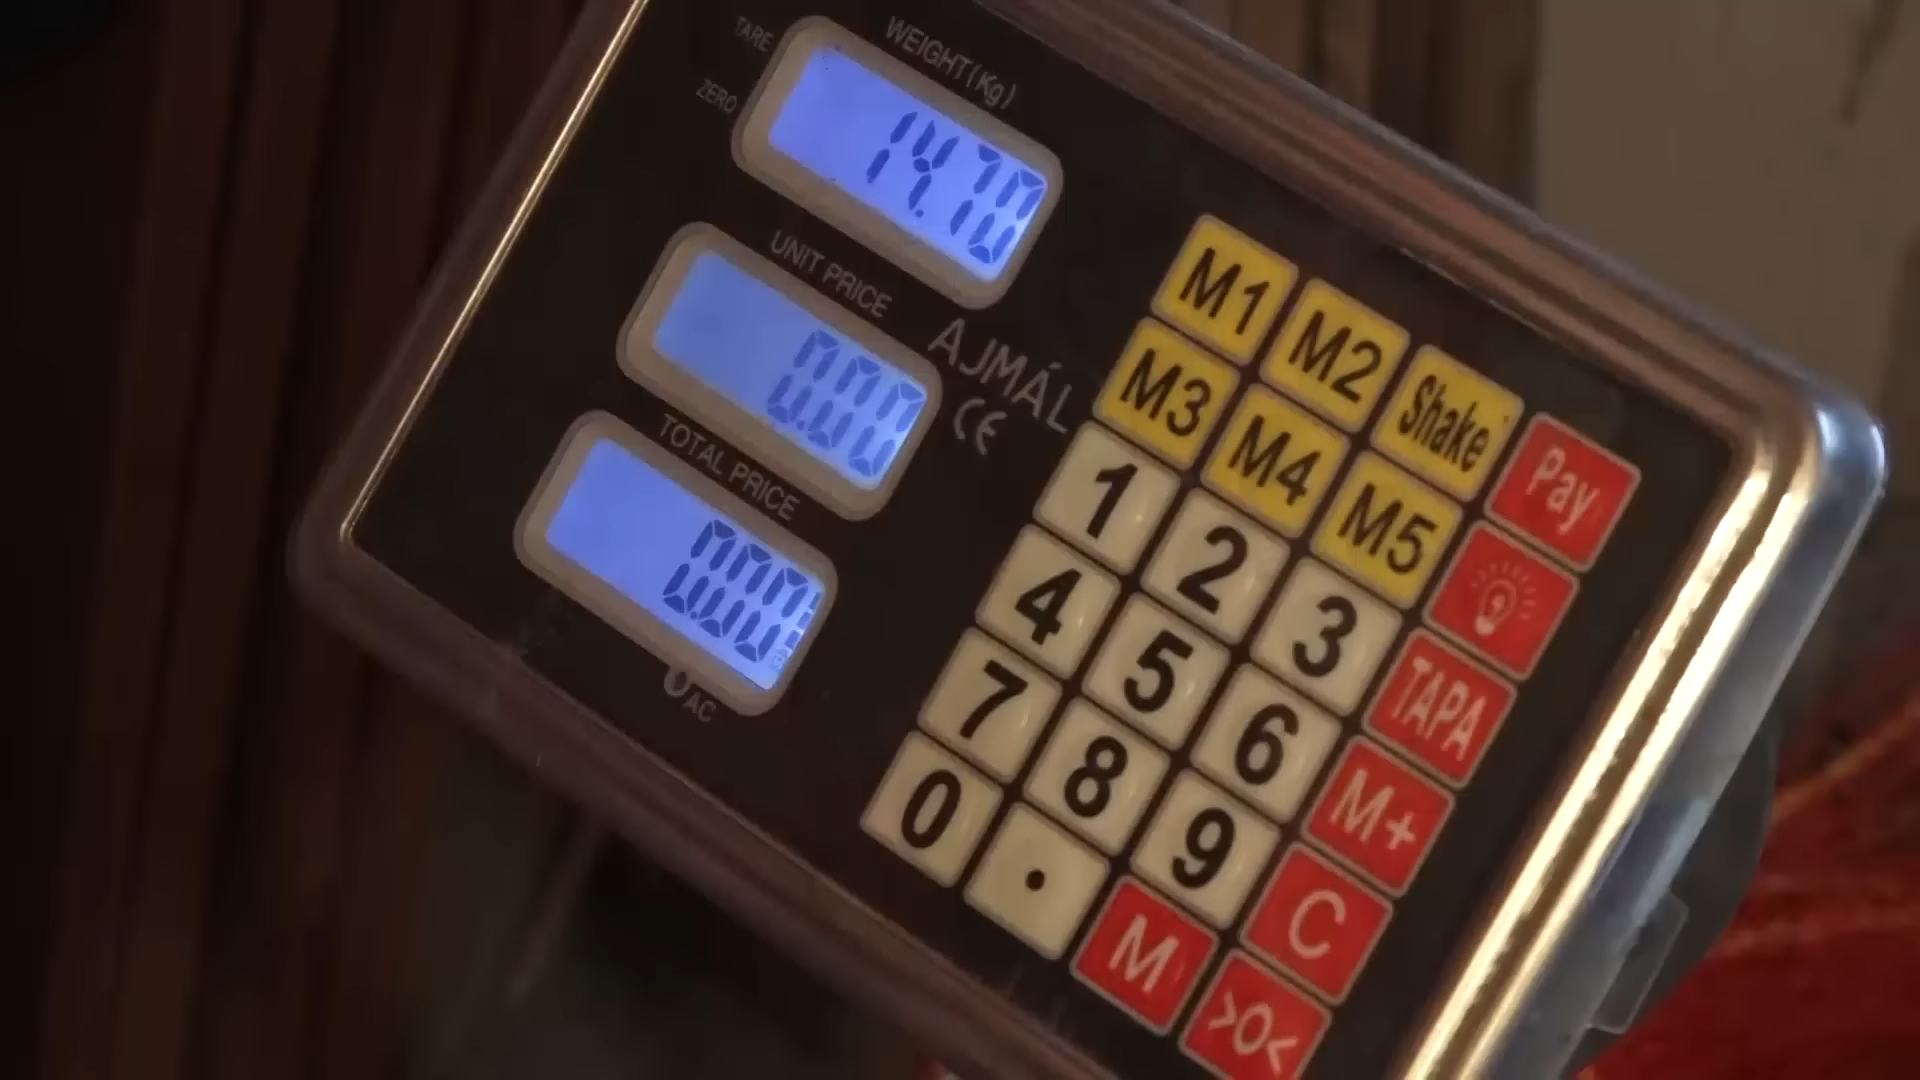 WEIGHT(Kg)
TARE
ZERO
14.70
UNIT PRICE
0.00
AJMÁL
CE
TOTAL PRICE
0.00
AC
M1 M2 Shake Pay
M3 M4 M5
1 2 3 TAPA
4 5 6 M+
7 8 9 C
0 . M >0<